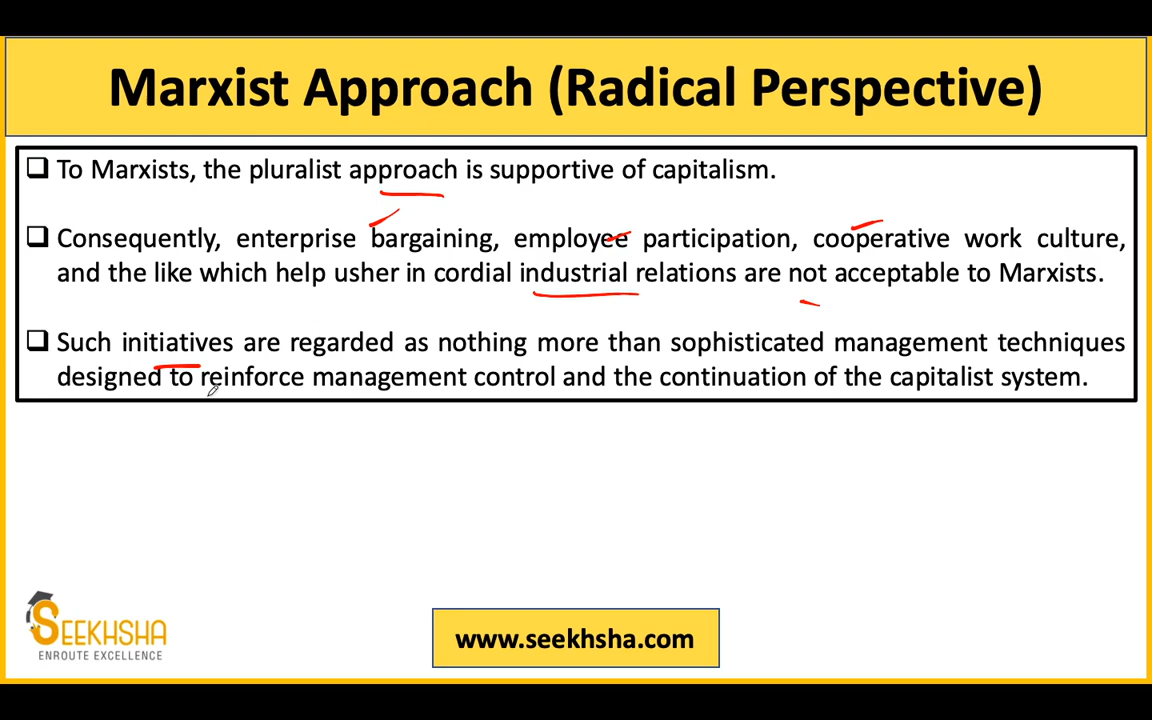 Marxist Approach (Radical Perspective)
❑ To Marxists, the pluralist approach is supportive of capitalism.
❑ Consequently, enterprise bargaining, employee participation, cooperative work culture,
and the like which help usher in cordial industrial relations are not acceptable to Marxists.
❑ Such initiatives are regarded as nothing more than sophisticated management techniques
designed to reinforce management control and the continuation of the capitalist system.
SEEKHSHA
ENROUTE EXCELLENCE
www.seekhsha.com